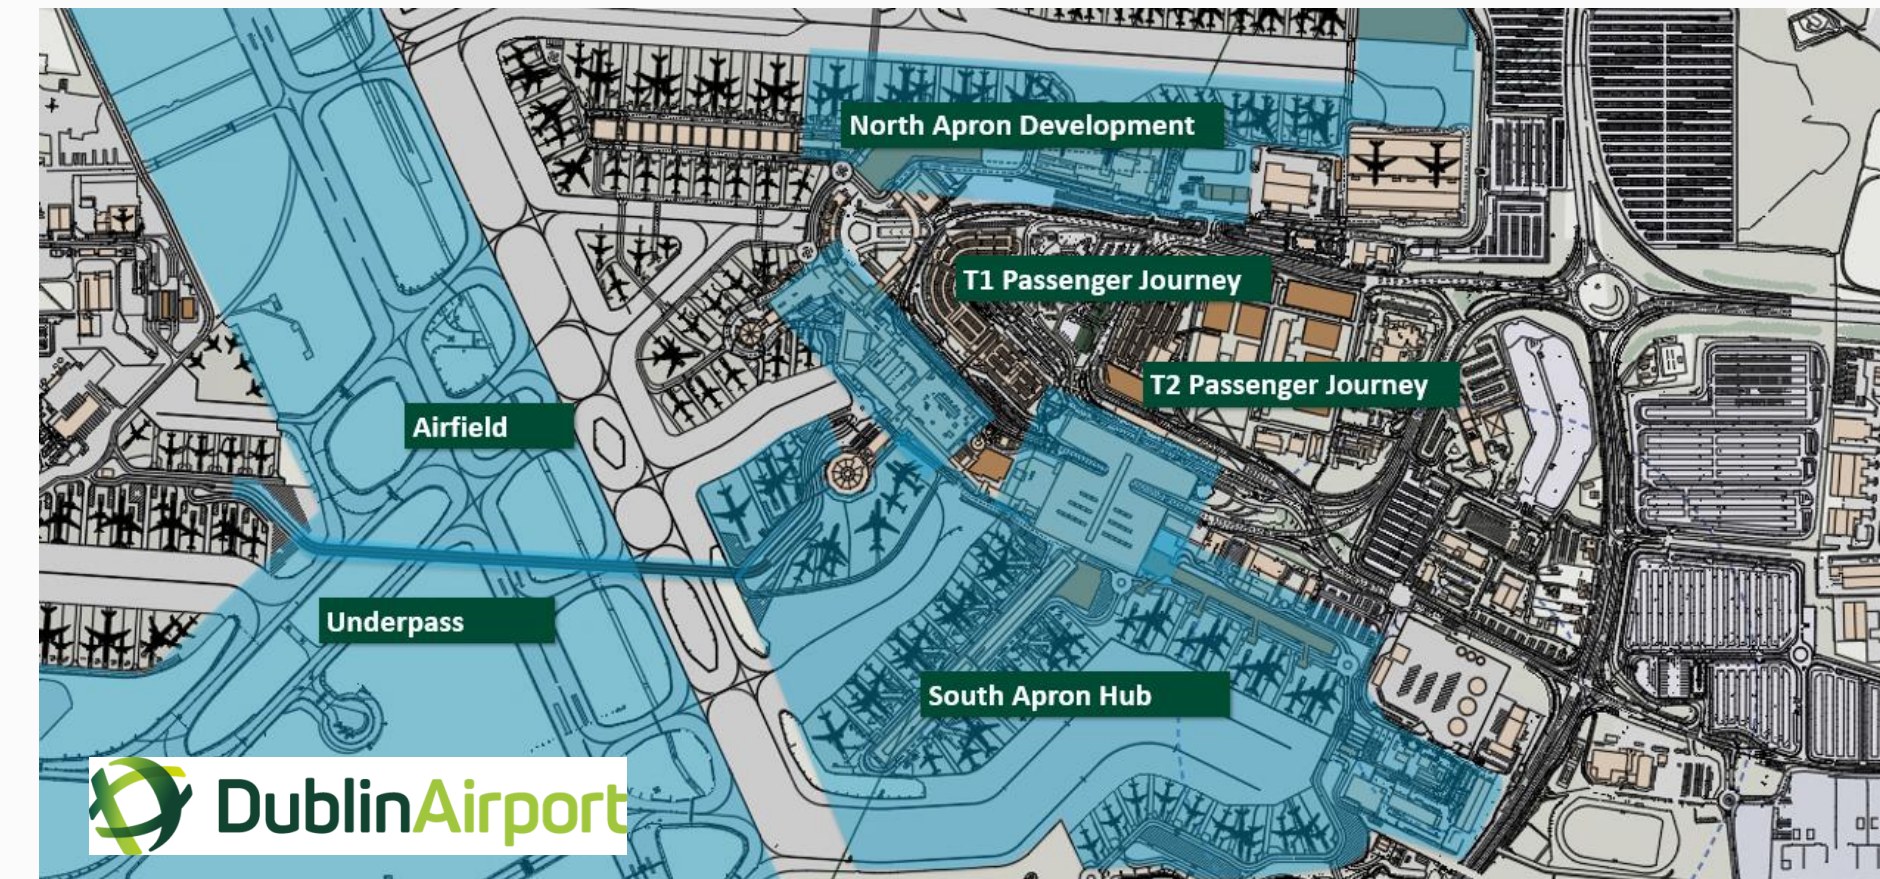 North Apron Development
T1 Passenger Journey
T2 Passenger Journey
Airfield
Underpass
South Apron Hub
DublinAirport